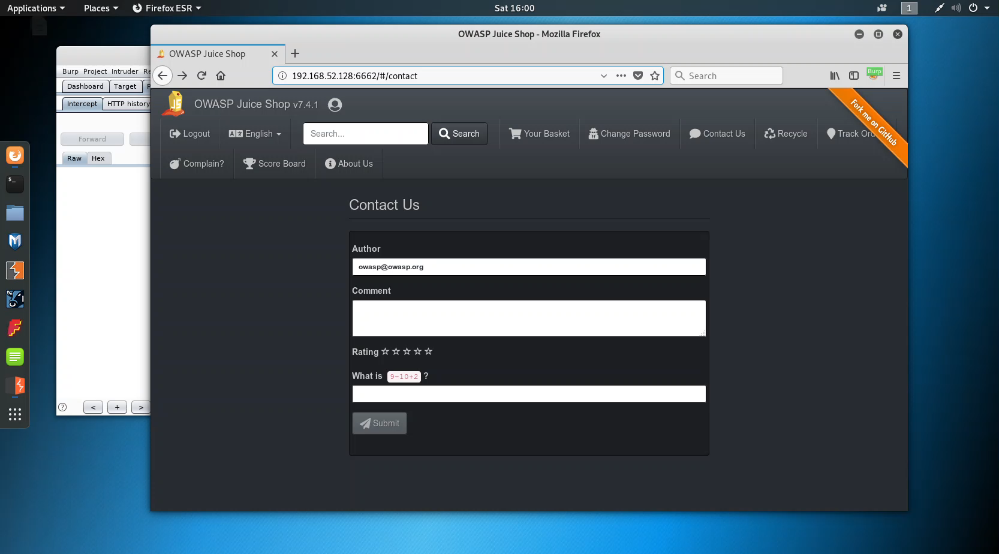 Applications Places Firefox ESR Sat 16:00 1
OWASP Juice Shop - Mozilla Firefox
OWASP Juice Shop
192.168.52.128:6662/#/contact Search Burp
Burp Project Intruder Re
Dashboard Target P
Intercept HTTP history
Forward
Raw Hex
? < + >
JS OWASP Juice Shop v7.4.1
Fork me on GitHub
Logout English Search... Search Your Basket Change Password Contact Us Recycle Track Ord
Complain? Score Board About Us
Contact Us
Author
owasp@owasp.org
Comment
Rating
What is 9-10+2 ?
Submit